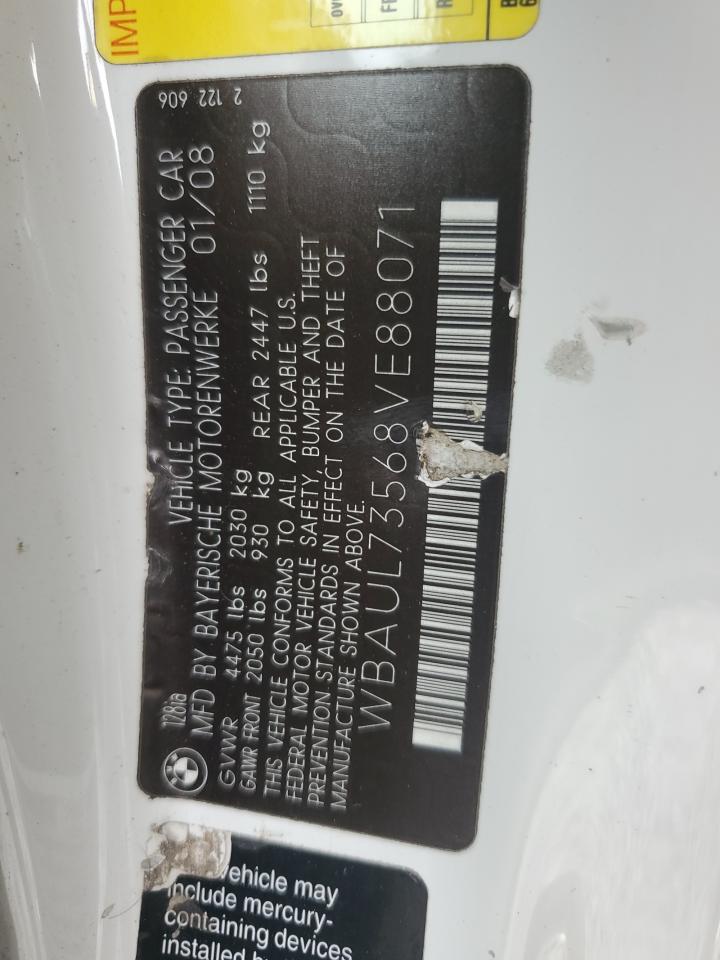 IMP
2 122 606
128ia VEHICLE TYPE: PASSENGER CAR
MFD BY BAYERISCHE MOTORENWERKE 01/08
GVWR 4475 lbs 2030 kg
GAWR FRONT 2050 lbs 930 kg REAR 2447 lbs 1110 kg
THIS VEHICLE CONFORMS TO ALL APPLICABLE U.S.
FEDERAL MOTOR VEHICLE SAFETY, BUMPER AND THEFT
PREVENTION STANDARDS IN EFFECT ON THE DATE OF
MANUFACTURE SHOWN ABOVE.
WBAUL73568VE88071
vehicle may
include mercury-
containing devices
installed